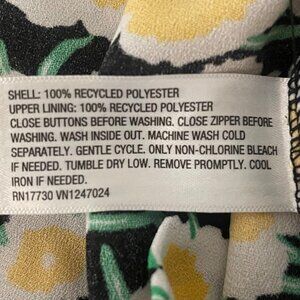 SHELL: 100% RECYCLED POLYESTER
UPPER LINING: 100% RECYCLED POLYESTER
CLOSE BUTTONS BEFORE WASHING. CLOSE ZIPPER BEFORE
WASHING. WASH INSIDE OUT. MACHINE WASH COLD
SEPARATELY. GENTLE CYCLE. ONLY NON-CHLORINE BLEACH
IF NEEDED. TUMBLE DRY LOW. REMOVE PROMPTLY. COOL
IRON IF NEEDED.
RN17730 VN1247024